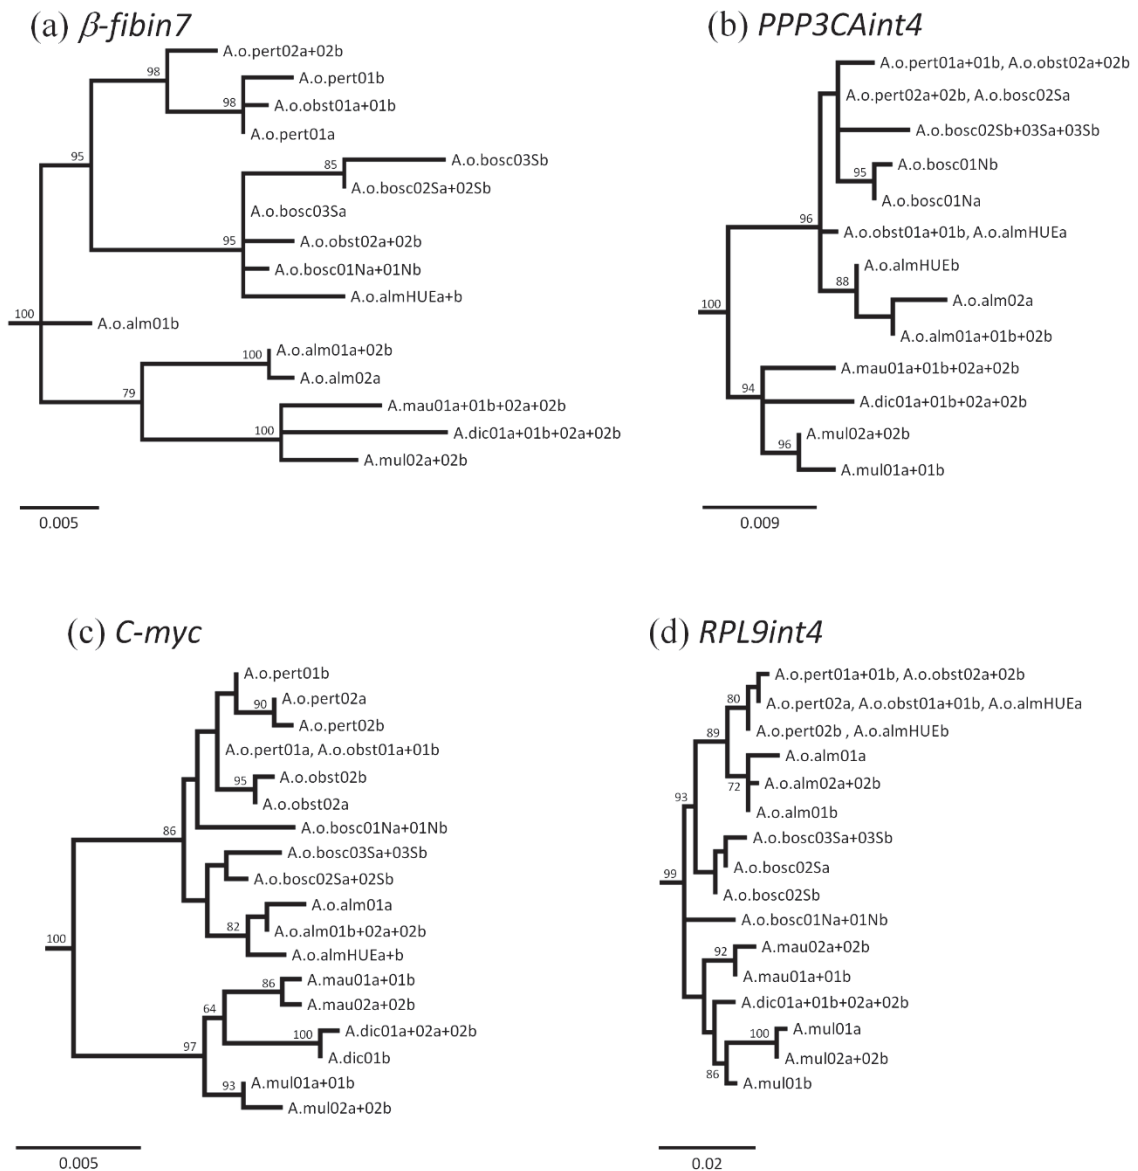 (a) β-fibin7
A.o.pert02a+02b
98
A.o.pert01b
98
A.o.obst01a+01b
A.o.pert01a
95
A.o.bosc03Sb
85
A.o.bosc02Sa+02Sb
A.o.bosc03Sa
95
A.o.obst02a+02b
A.o.bosc01Na+01Nb
A.o.almHUEa+b
100
A.o.alm01b
A.o.alm01a+02b
100
A.o.alm02a
79
A.mau01a+01b+02a+02b
100
A.dic01a+01b+02a+02b
A.mul02a+02b
0.005
(b) PPP3CAint4
A.o.pert01a+01b, A.o.obst02a+02b
A.o.pert02a+02b, A.o.bosc02Sa
A.o.bosc02Sb+03Sa+03Sb
A.o.bosc01Nb
95
A.o.bosc01Na
96
A.o.obst01a+01b, A.o.almHUEa
A.o.almHUEb
88
A.o.alm02a
100
A.o.alm01a+01b+02b
A.mau01a+01b+02a+02b
94
A.dic01a+01b+02a+02b
A.mul02a+02b
96
A.mul01a+01b
0.009
(c) C-myc
A.o.pert01b
A.o.pert02a
90
A.o.pert02b
A.o.pert01a, A.o.obst01a+01b
A.o.obst02b
95
A.o.obst02a
A.o.bosc01Na+01Nb
86
A.o.bosc03Sa+03Sb
A.o.bosc02Sa+02Sb
A.o.alm01a
82
A.o.alm01b+02a+02b
A.o.almHUEa+b
100
A.mau01a+01b
86
A.mau02a+02b
64
A.dic01a+02a+02b
100
A.dic01b
97
A.mul01a+01b
93
A.mul02a+02b
0.005
(d) RPL9int4
A.o.pert01a+01b, A.o.obst02a+02b
80
A.o.pert02a, A.o.obst01a+01b, A.o.almHUEa
A.o.pert02b , A.o.almHUEb
89
A.o.alm01a
A.o.alm02a+02b
72
A.o.alm01b
93
A.o.bosc03Sa+03Sb
A.o.bosc02Sa
99
A.o.bosc02Sb
A.o.bosc01Na+01Nb
A.mau02a+02b
92
A.mau01a+01b
A.dic01a+01b+02a+02b
A.mul01a
100
A.mul02a+02b
86
A.mul01b
0.02